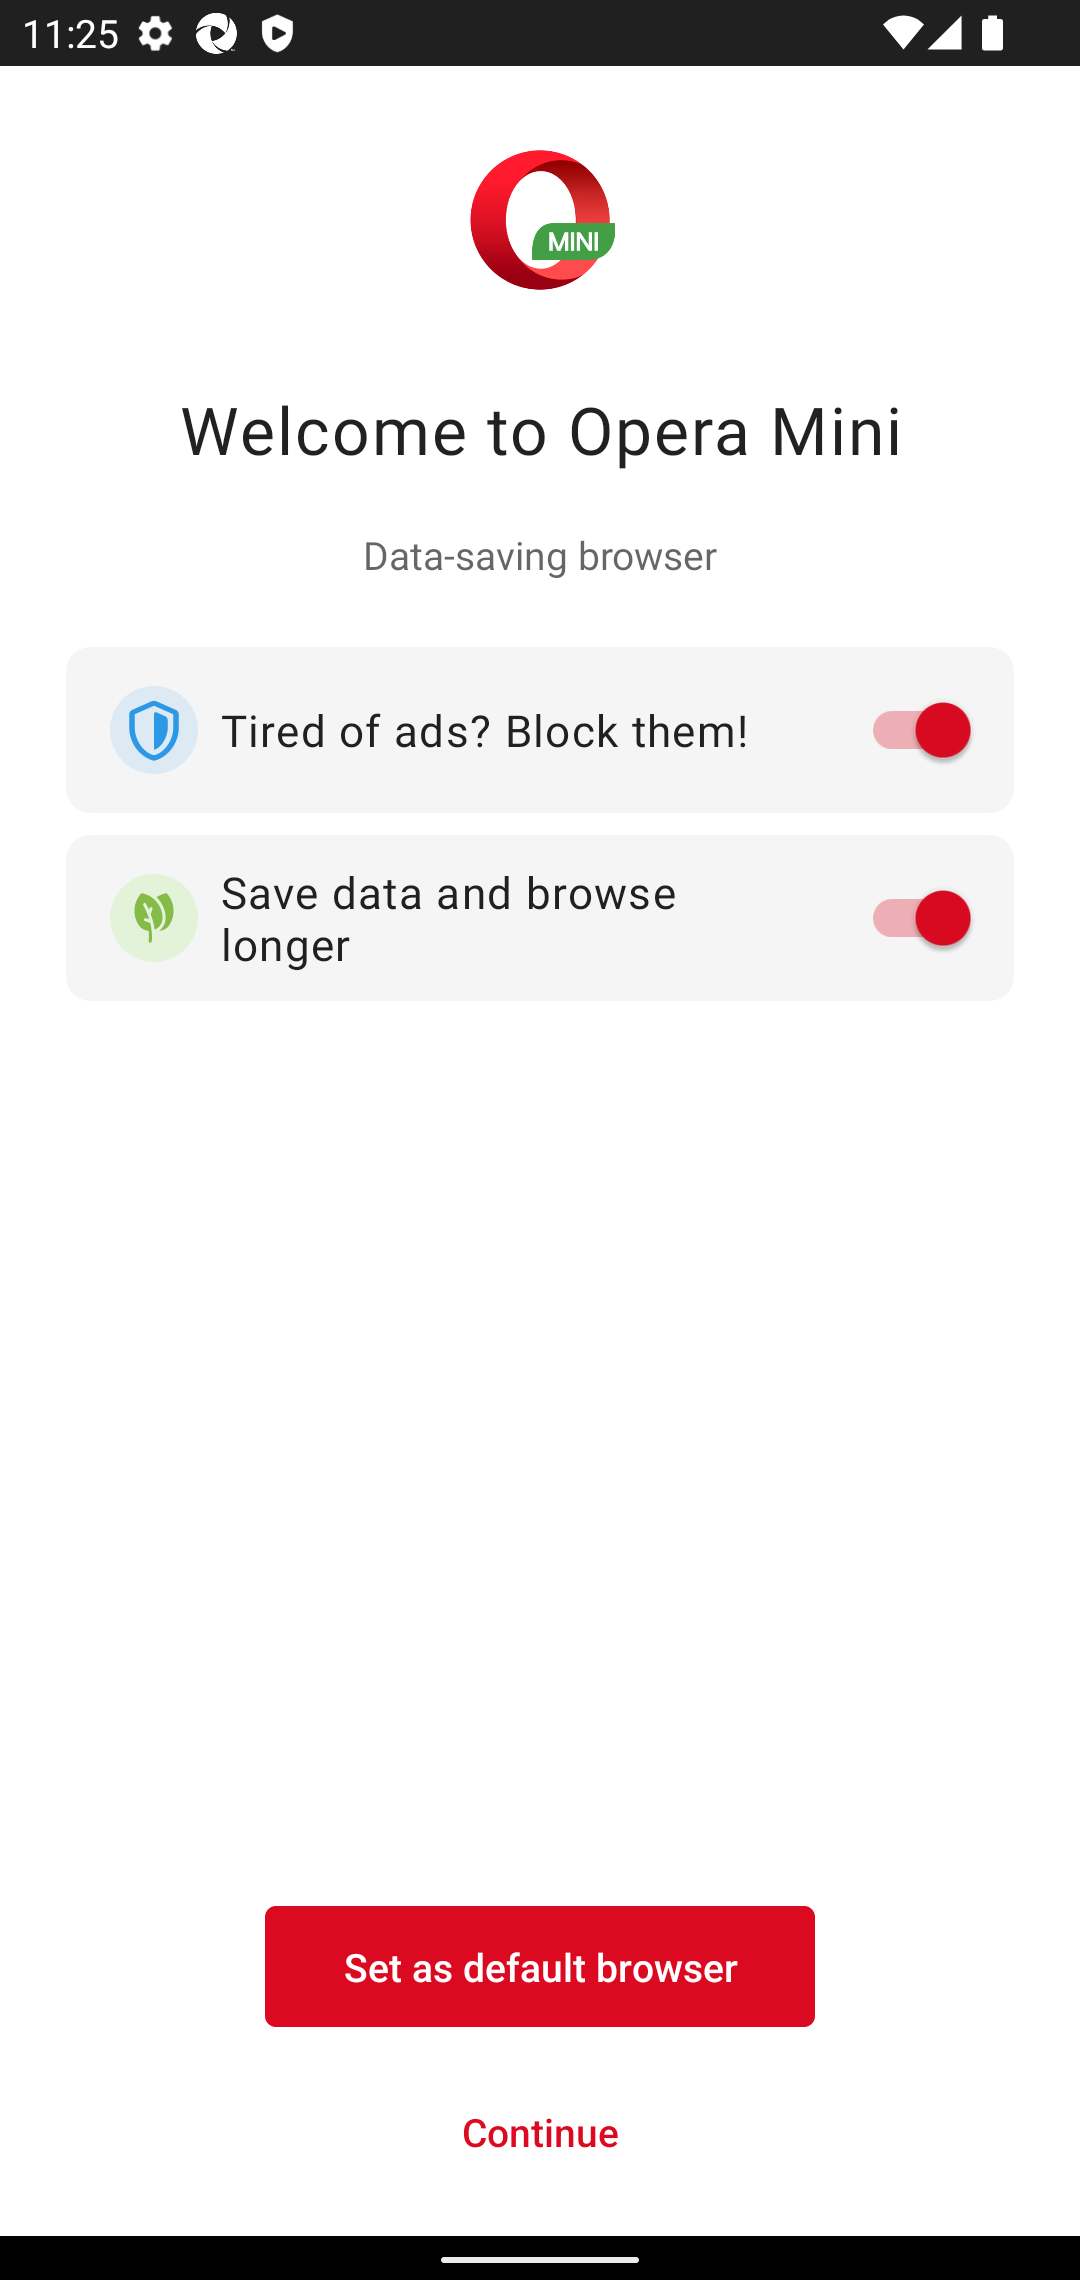 11:25
MINI
Welcome to Opera Mini
Data-saving browser
Tired of ads? Block them!
Save data and browse
longer
Set as default browser
Continue